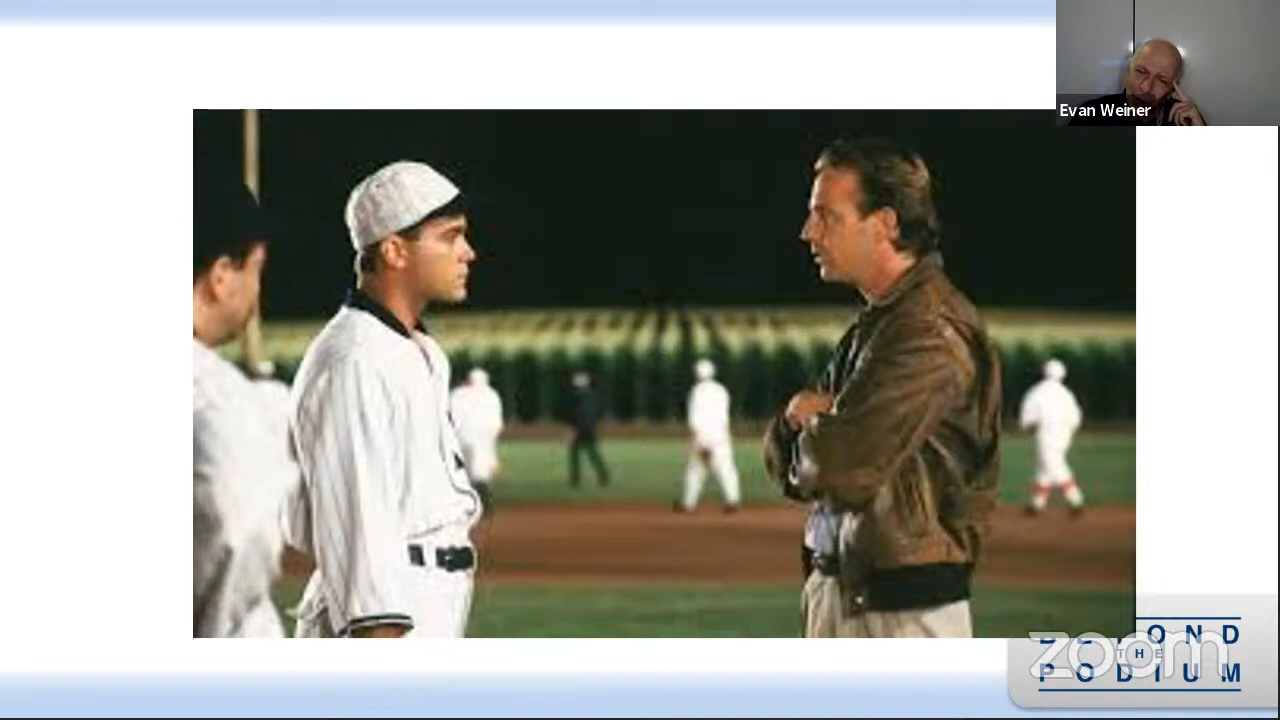 Evan Weiner
BEYOND
THE
PODIUM
zoom